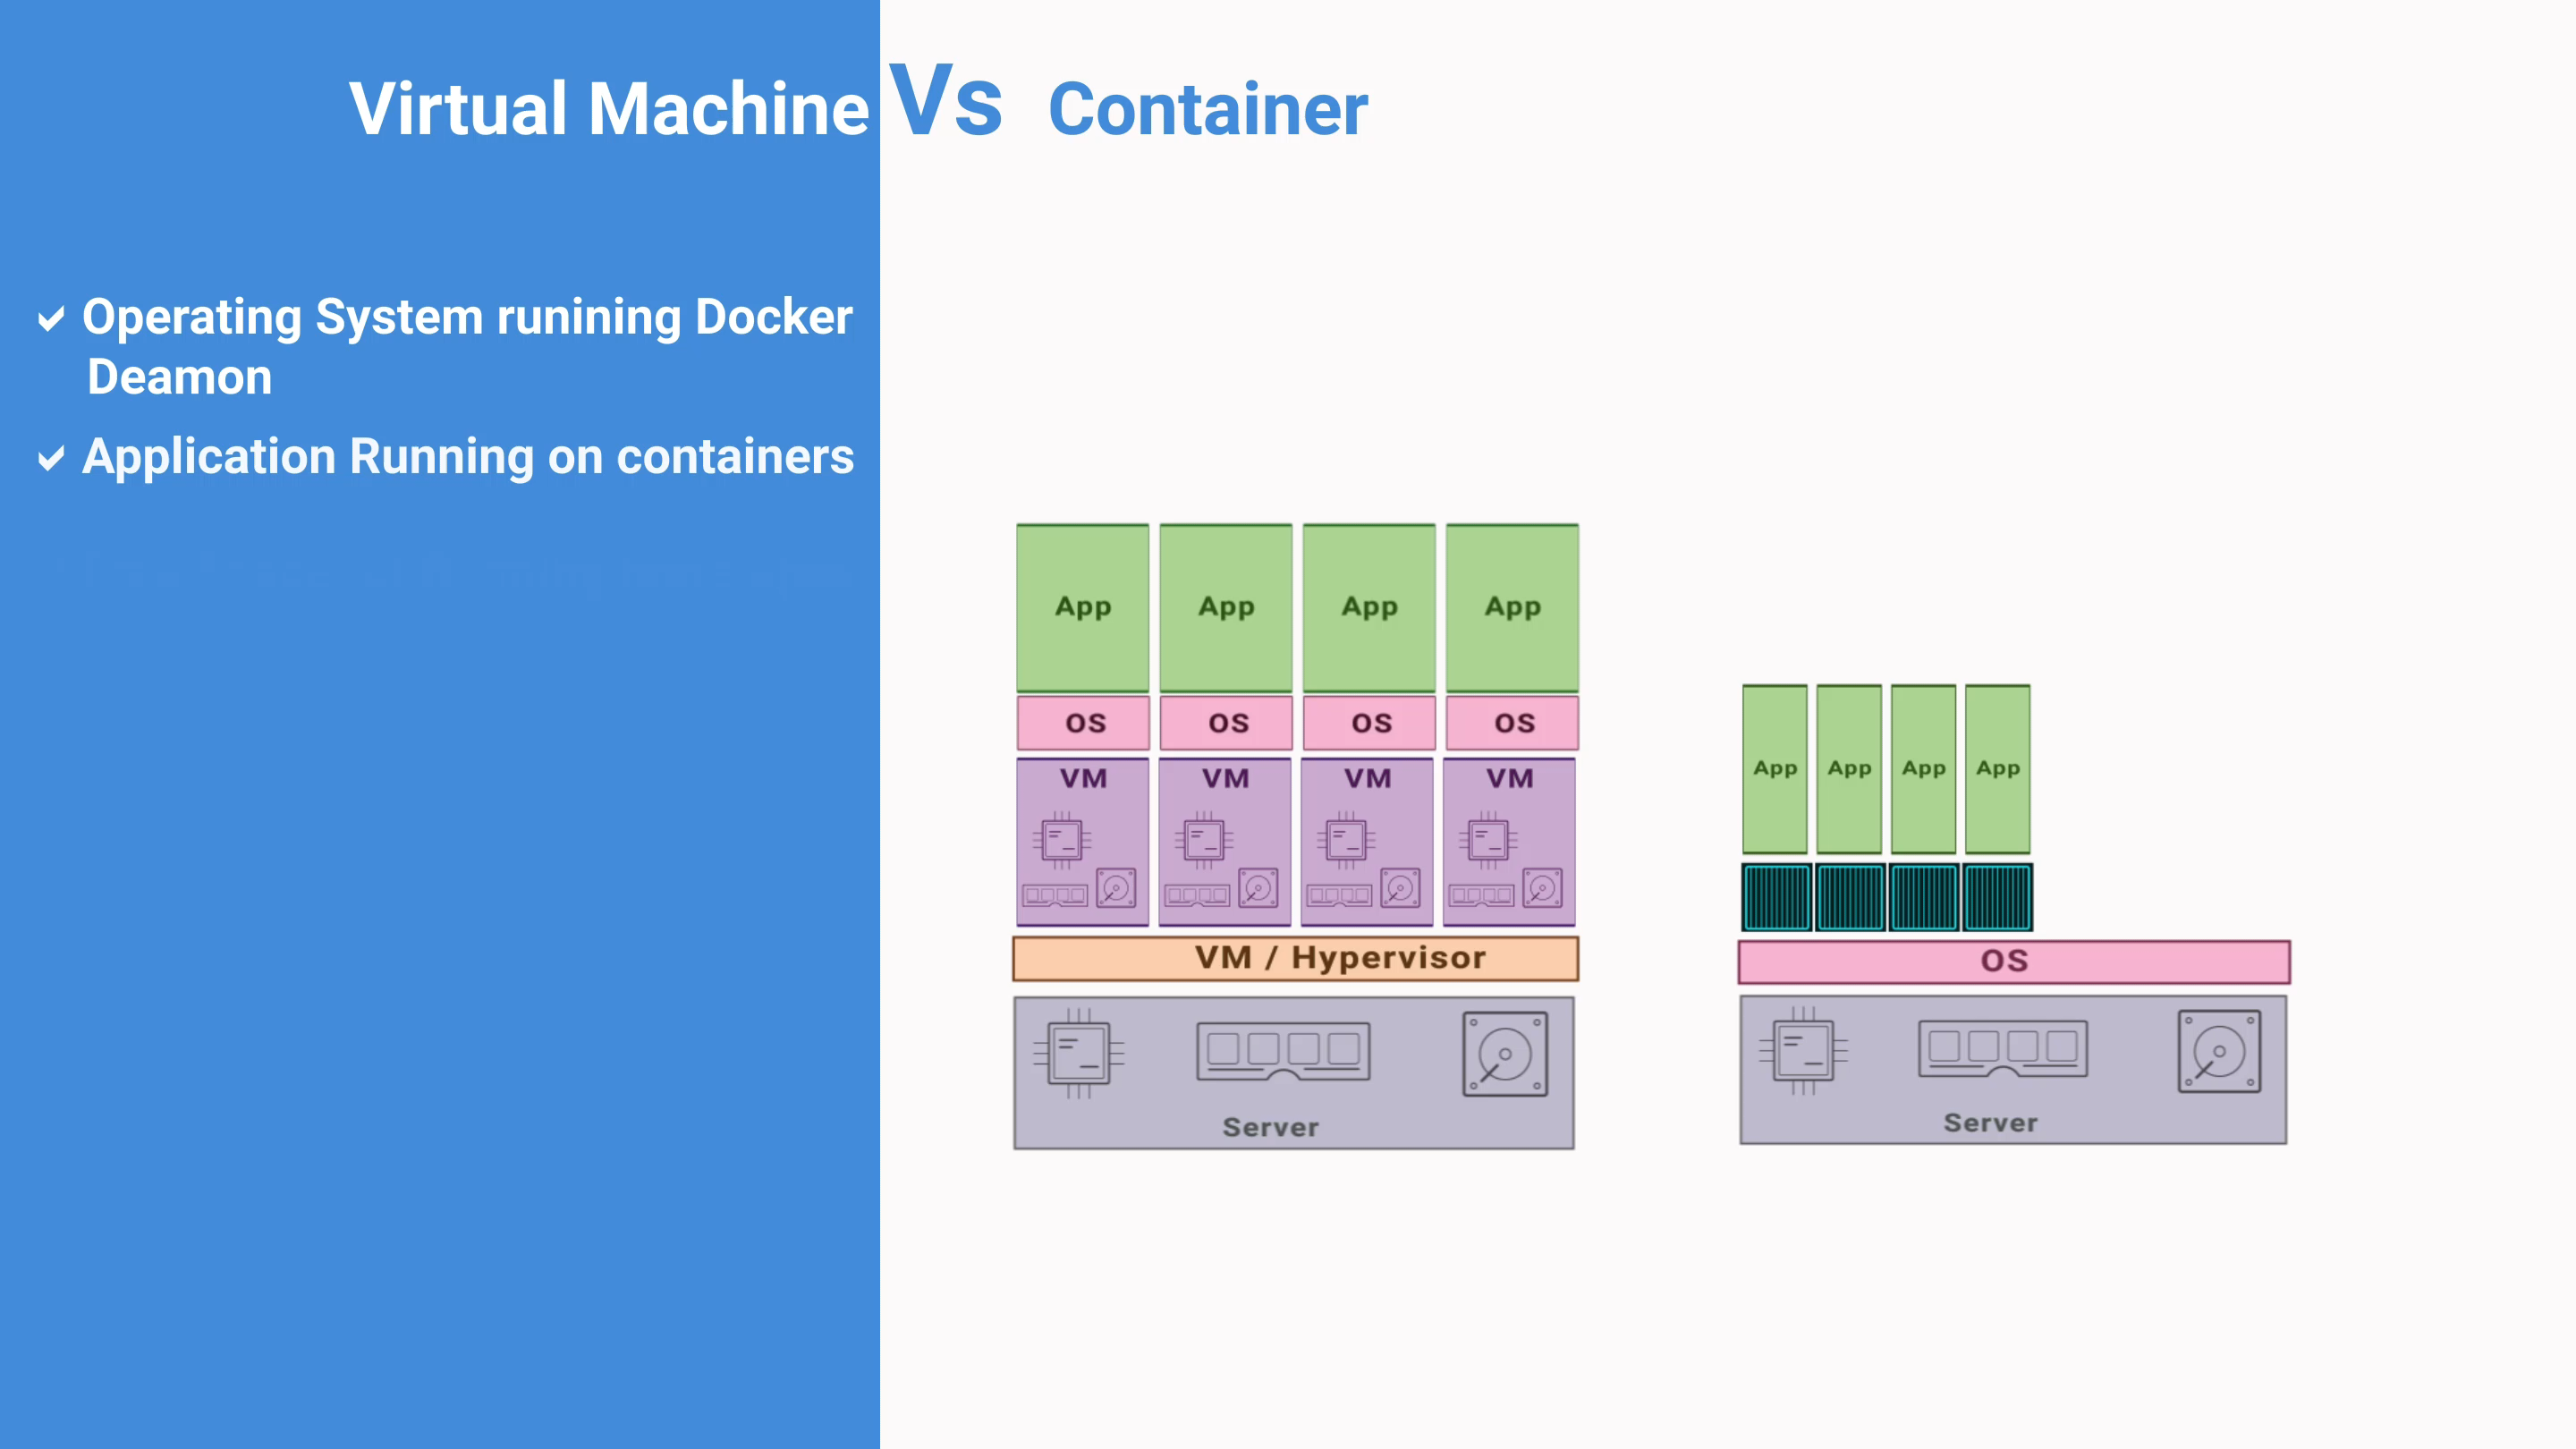 Virtual Machine Vs Container
Operating System runining Docker
Deamon
Application Running on containers
App App App App
OS OS OS OS
VM VM VM VM
VM / Hypervisor
Server
App App App App
OS
Server